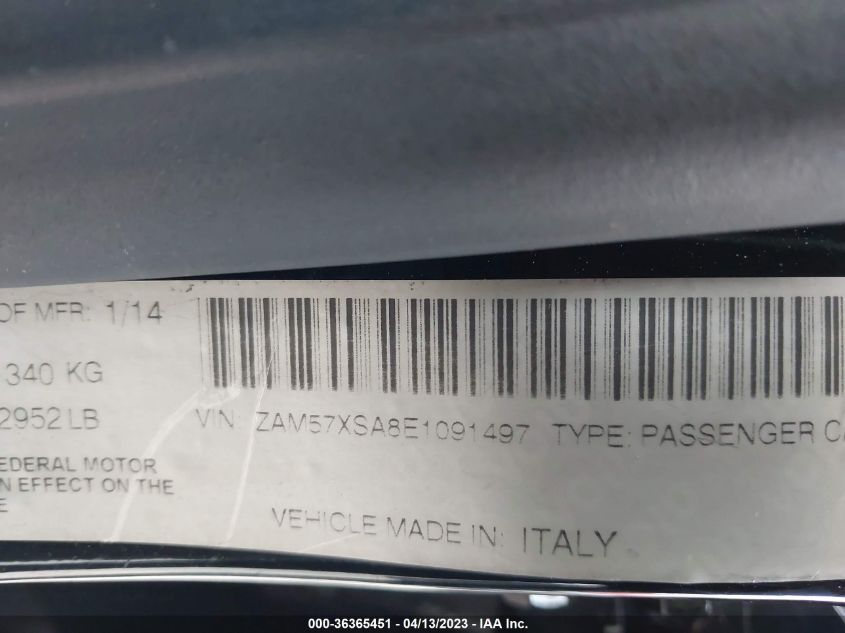 OF MFR: 1/14
340 KG
2952 LB
VIN: ZAM57XSA8E1091497 TYPE: PASSENGER
EDERAL MOTOR
N EFFECT ON THE
E
VEHICLE MADE IN: ITALY
000-36365451 - 04/13/2023 - IAA Inc.